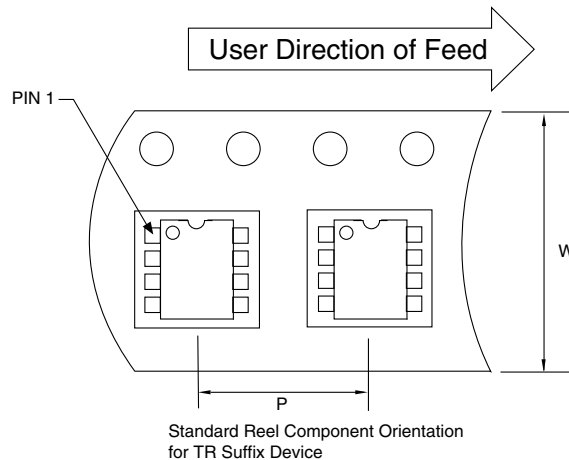 User Direction of Feed
PIN 1
W
P
Standard Reel Component Orientation
for TR Suffix Device